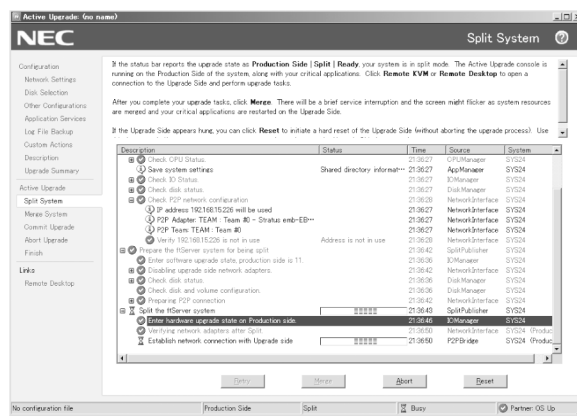 Active Upgrade: (no name)
NEC
Split System
Configuration
Network Settings
Disk Selection
Other Configurations
Application Services
Log File Backup
Custom Actions
Description
Upgrade Summary
Active Upgrade
Split System
Merge System
Commit Upgrade
Abort Upgrade
Finish
Links
Remote Desktop
If the status bar reports the upgrade state as Production Side | Split | Ready, your system is in split mode. The Active Upgrade console is
running on the Production Side of the system, along with your critical applications. Click Remote KVM or Remote Desktop to open a
connection to the Upgrade Side and perform upgrade tasks.
After you complete your upgrade tasks, click Merge. There will be a brief service interruption and the screen might flicker as system resources
are merged and your critical applications are restarted on the Upgrade Side.
If the Upgrade Side appears hung, you can click Reset to initiate a hard reset of the Upgrade Side (without aborting the upgrade process). Use
Description Status Time Source System
Check CPU Status. 21:36:27 CPUManager SYS24
Save system settings Shared directory informat··· 21:36:27 AppManager SYS24
Check IO Status. 21:36:27 IOManager SYS24
Check disk status. 21:36:27 DiskManager SYS24
Check P2P network configuration 21:36:28 NetworkInterface SYS24
IP address 192.168.15.226 will be used 21:36:27 NetworkInterface SYS24
P2P Adapter: TEAM : Team #0 - Stratus emb-EB··· 21:36:27 NetworkInterface SYS24
P2P Team: TEAM : Team #0 21:36:27 NetworkInterface SYS24
Verify 192.168.15.226 is not in use Address is not in use 21:36:28 NetworkInterface SYS24
Prepare the ftServer system for being split 21:36:42 SplitPublisher SYS24
Enter software upgrade state, production side is 11. 21:36:36 IOManager SYS24
Disabling upgrade side network adapters. 21:36:42 NetworkInterface SYS24
Check disk status. 21:36:36 DiskManager SYS24
Check disk and volume configuration. 21:36:36 DiskManager SYS24
Preparing P2P connection 21:36:42 NetworkInterface SYS24
Split the ftServer system 21:36:43 SplitPublisher SYS24
Enter hardware upgrade state on Production side 21:36:46 IOManager SYS24
Verifying network adapters after Split. 21:36:50 NetworkInterface SYS24 (Produc
Establish network connection with Upgrade side 21:36:50 P2PBridge SYS24 (Produc
Retry Merge Abort Reset
No configuration file Production Side Split Busy Partner: OS Up